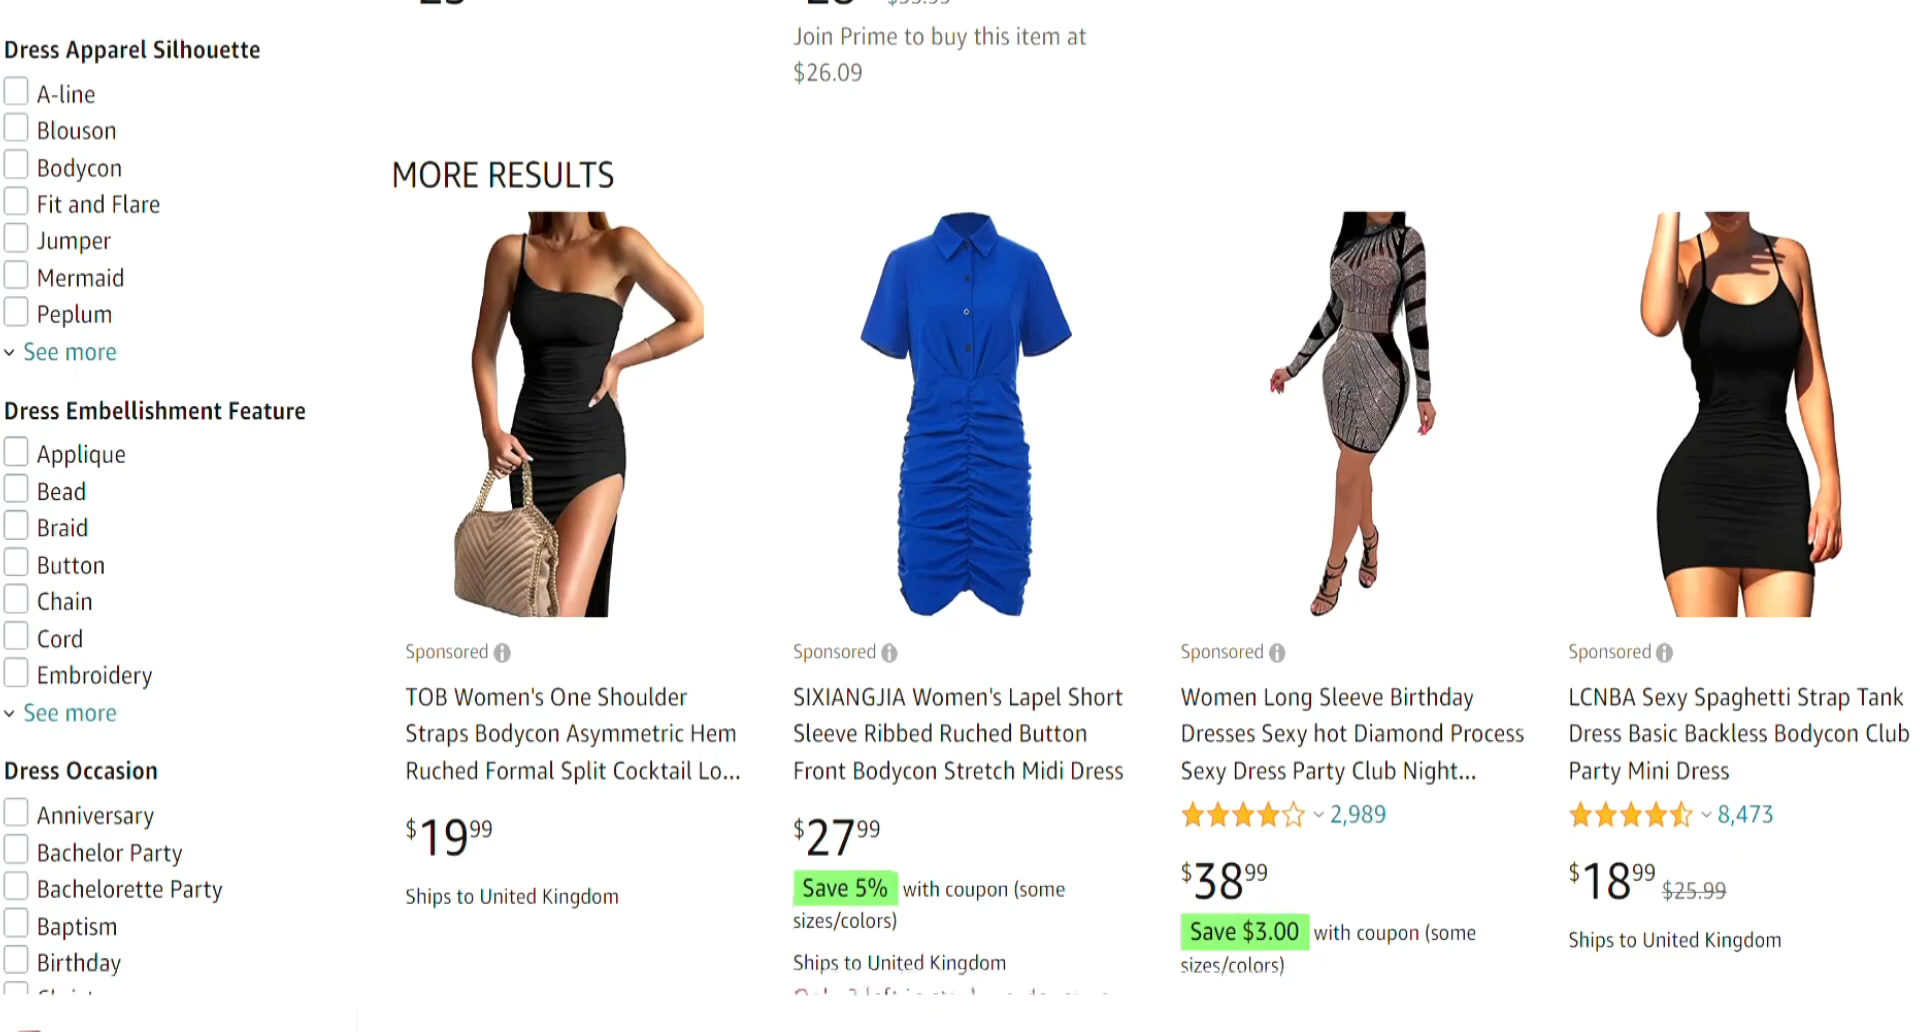 Dress Apparel Silhouette
A-line
Blouson
Bodycon
Fit and Flare
Jumper
Mermaid
Peplum
See more
Dress Embellishment Feature
Applique
Bead
Braid
Button
Chain
Cord
Embroidery
See more
Dress Occasion
Anniversary
Bachelor Party
Bachelorette Party
Baptism
Birthday
Join Prime to buy this item at
$26.09
MORE RESULTS
Sponsored
TOB Women's One Shoulder
Straps Bodycon Asymmetric Hem
Ruched Formal Split Cocktail Lo...
$19.99
Ships to United Kingdom
Sponsored
SIXIANGJIA Women's Lapel Short
Sleeve Ribbed Ruched Button
Front Bodycon Stretch Midi Dress
$27.99
Save 5% with coupon (some
sizes/colors)
Ships to United Kingdom
Sponsored
Women Long Sleeve Birthday
Dresses Sexy hot Diamond Process
Sexy Dress Party Club Night...
2,989
$38.99
Save $3.00 with coupon (some
sizes/colors)
Sponsored
LCNBA Sexy Spaghetti Strap Tank
Dress Basic Backless Bodycon Club
Party Mini Dress
8,473
$18.99 $25.99
Ships to United Kingdom